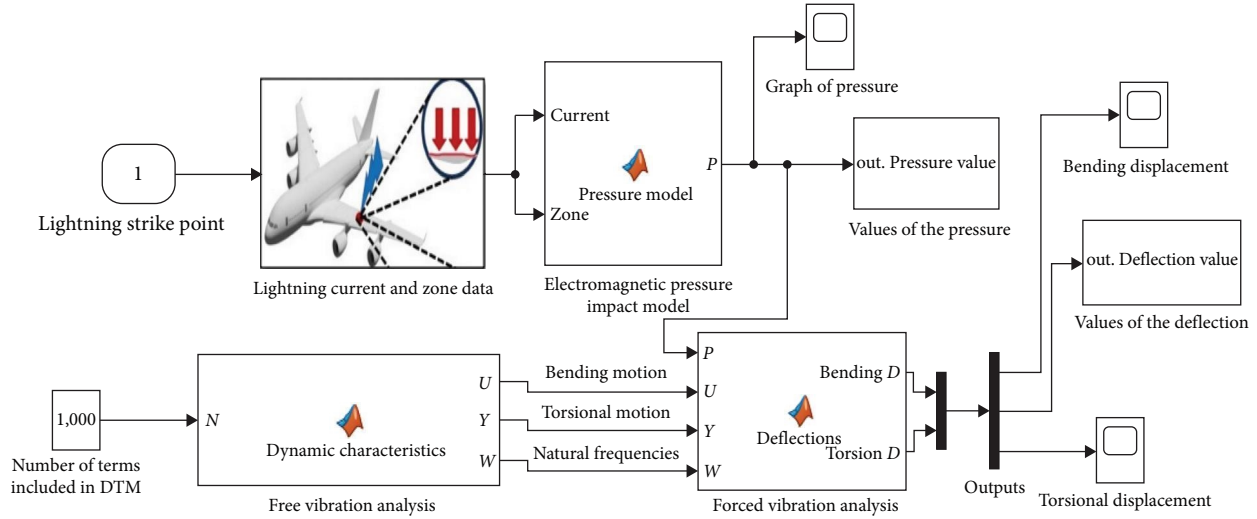 1
Lightning strike point
Lightning current and zone data
Current
Zone
Pressure model
P
Electromagnetic pressure
impact model
Graph of pressure
out. Pressure value
Values of the pressure
Bending displacement
out. Deflection value
Values of the deflection
1,000
Number of terms
included in DTM
N
Dynamic characteristics
U
Y
W
Free vibration analysis
Bending motion
Torsional motion
Natural frequencies
P
U
Y
W
Deflections
Bending D
Torsion D
Forced vibration analysis
Outputs
Torsional displacement